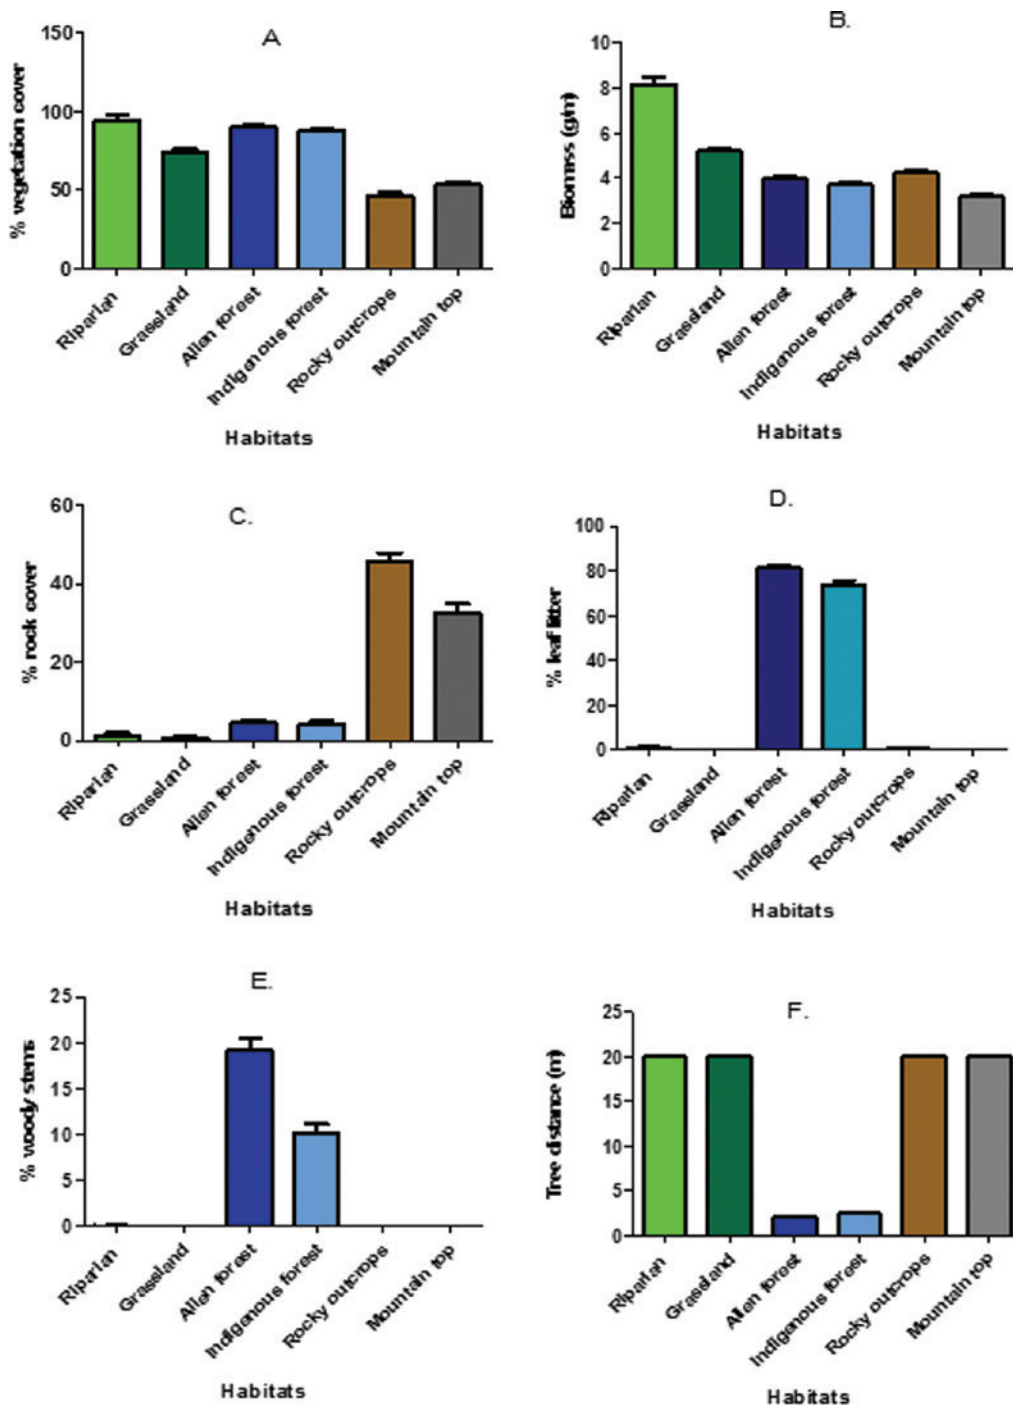 A
% vegetation cover
150
100
50
0
Riparian
Grassland
Alien forest
Indigenous forest
Rocky outcrops
Mountain top
Habitats
B.
Biomass (g/m)
10
8
6
4
2
0
Riparian
Grassland
Alien forest
Indigenous forest
Rocky outcrops
Mountain top
Habitats
C.
% rock cover
60
40
20
0
Riparian
Grassland
Alien forest
Indigenous forest
Rocky outcrops
Mountain top
Habitats
D.
% leaf litter
100
80
60
40
20
0
Riparian
Grassland
Alien forest
Indigenous forest
Rocky outcrops
Mountain top
Habitats
E.
% woody stems
25
20
15
10
5
0
Riparian
Grassland
Alien forest
Indigenous forest
Rocky outcrops
Mountain top
Habitats
F.
Tree distance (m)
25
20
15
10
5
0
Riparian
Grassland
Alien forest
Indigenous forest
Rocky outcrops
Mountain top
Habitats